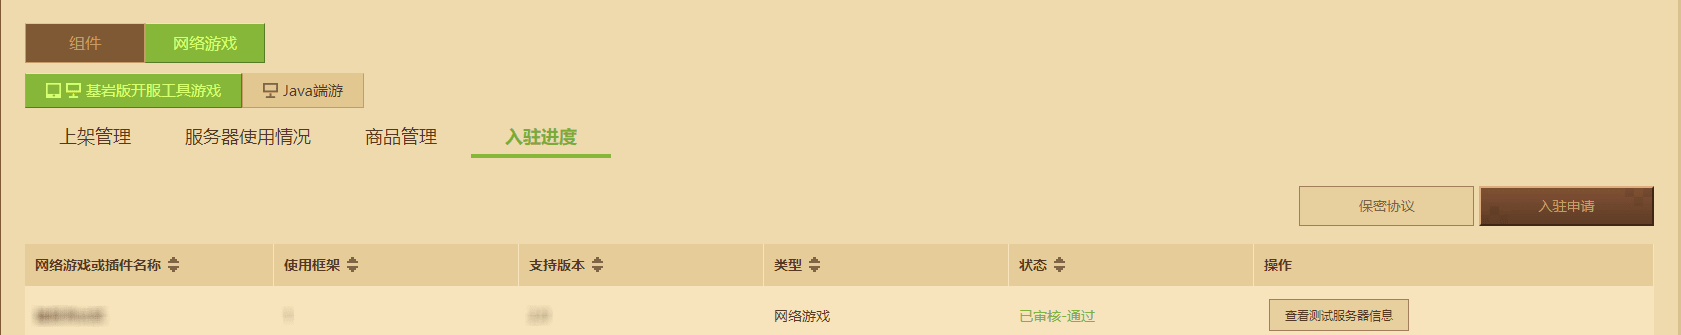 组件 网络游戏
基岩版开服工具游戏 Java端游
上架管理 服务器使用情况 商品管理 入驻进度
保密协议 入驻申请
网络游戏或插件名称 使用框架 支持版本 类型 状态 操作
网络游戏 已审核-通过 查看测试服务器信息